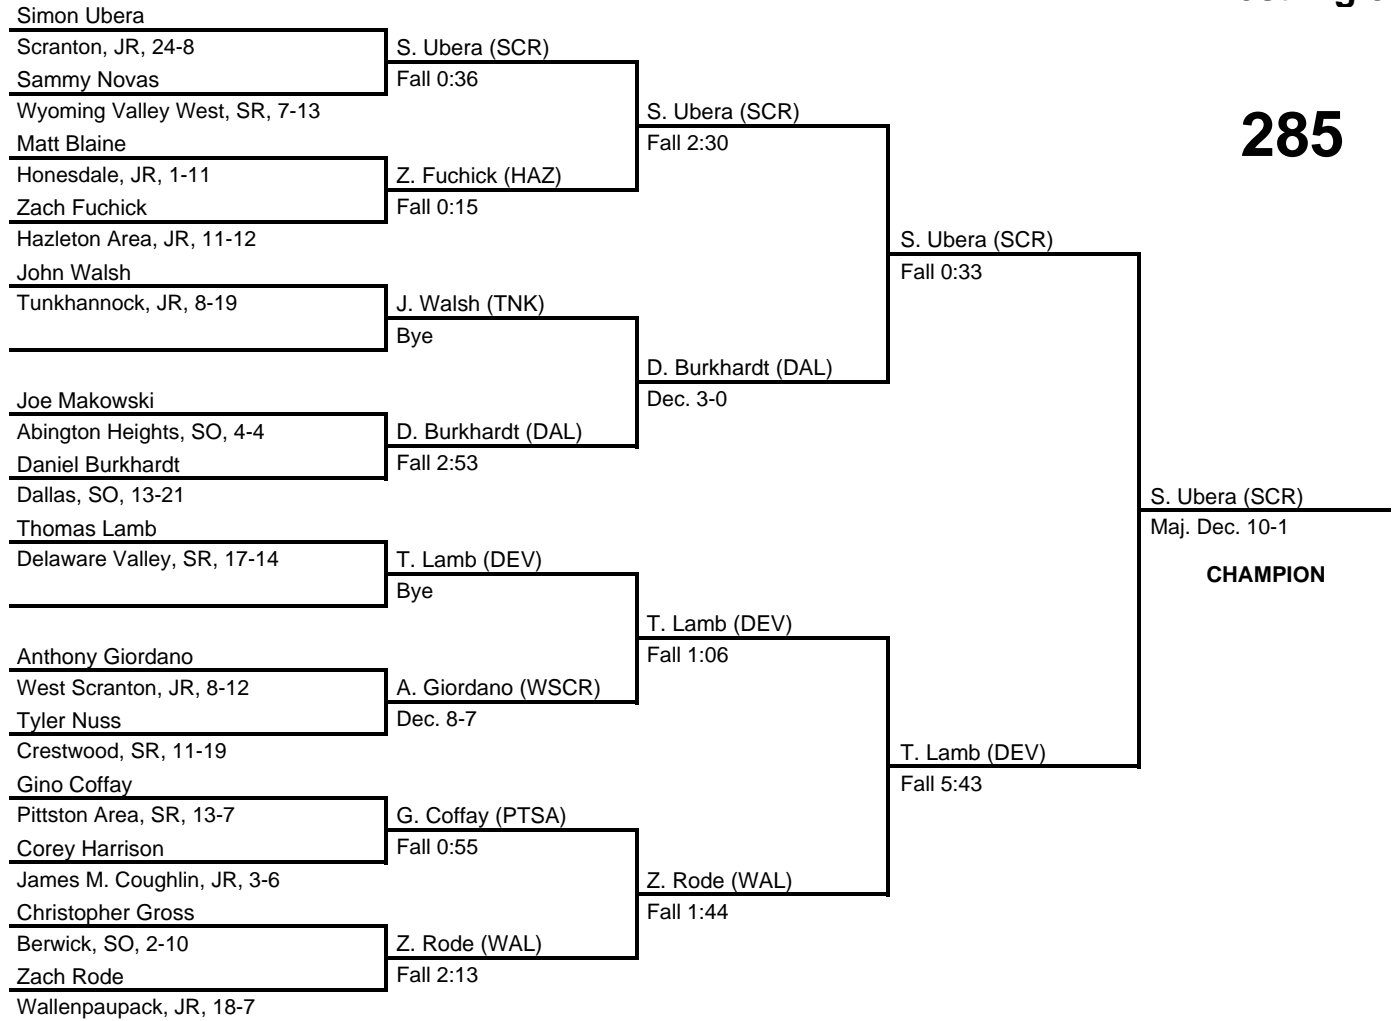 Simon Ubera
Scranton, JR, 24-8
Sammy Novas
Wyoming Valley West, SR, 7-13
Matt Blaine
Honesdale, JR, 1-11
Zach Fuchick
Hazleton Area, JR, 11-12
John Walsh
Tunkhannock, JR, 8-19
Joe Makowski
Abington Heights, SO, 4-4
Daniel Burkhardt
Dallas, SO, 13-21
Thomas Lamb
Delaware Valley, SR, 17-14
Anthony Giordano
West Scranton, JR, 8-12
Tyler Nuss
Crestwood, SR, 11-19
Gino Coffay
Pittston Area, SR, 13-7
Corey Harrison
James M. Coughlin, JR, 3-6
Christopher Gross
Berwick, SO, 2-10
Zach Rode
Wallenpaupack, JR, 18-7
S. Ubera (SCR)
Fall 0:36
Z. Fuchick (HAZ)
Fall 0:15
J. Walsh (TNK)
Bye
D. Burkhardt (DAL)
Fall 2:53
T. Lamb (DEV)
Bye
A. Giordano (WSCR)
Dec. 8-7
G. Coffay (PTSA)
Fall 0:55
Z. Rode (WAL)
Fall 2:13
S. Ubera (SCR)
Fall 2:30
D. Burkhardt (DAL)
Dec. 3-0
T. Lamb (DEV)
Fall 1:06
Z. Rode (WAL)
Fall 1:44
S. Ubera (SCR)
Fall 0:33
T. Lamb (DEV)
Fall 5:43
285
S. Ubera (SCR)
Maj. Dec. 10-1
CHAMPION